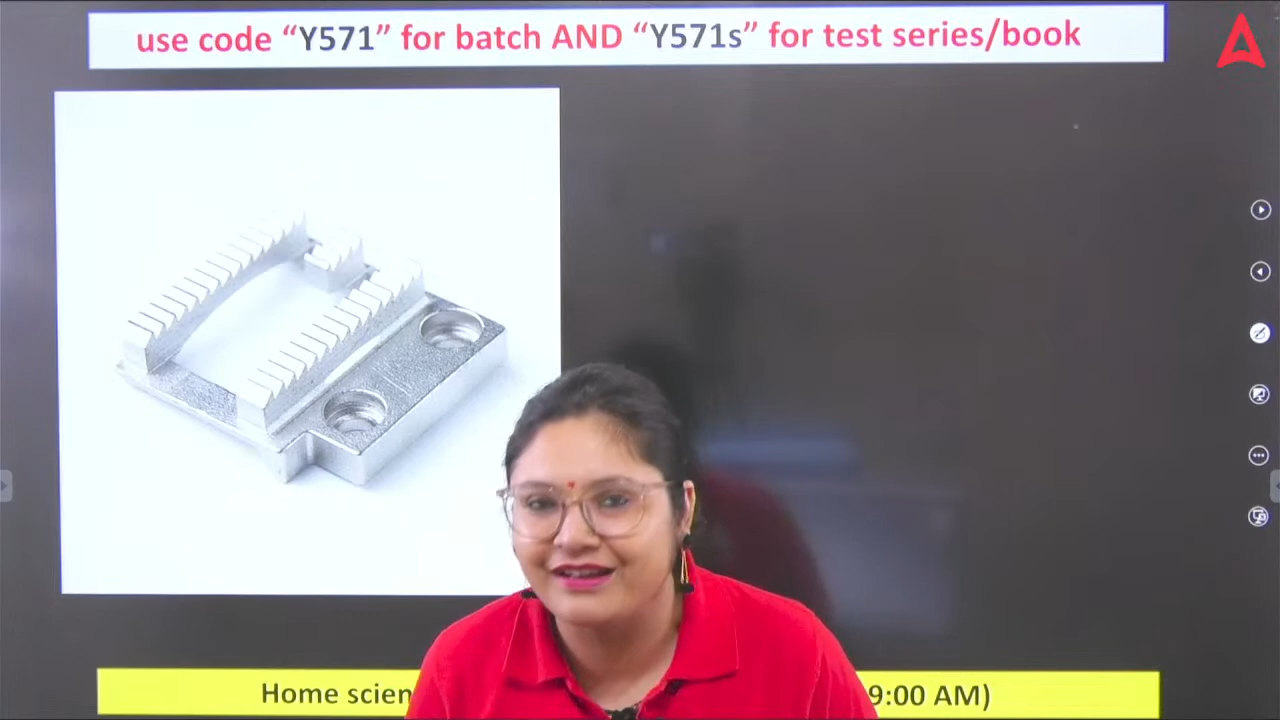 use code “Y571” for batch AND “Y571s” for test series/book
Home scien
9:00 AM)